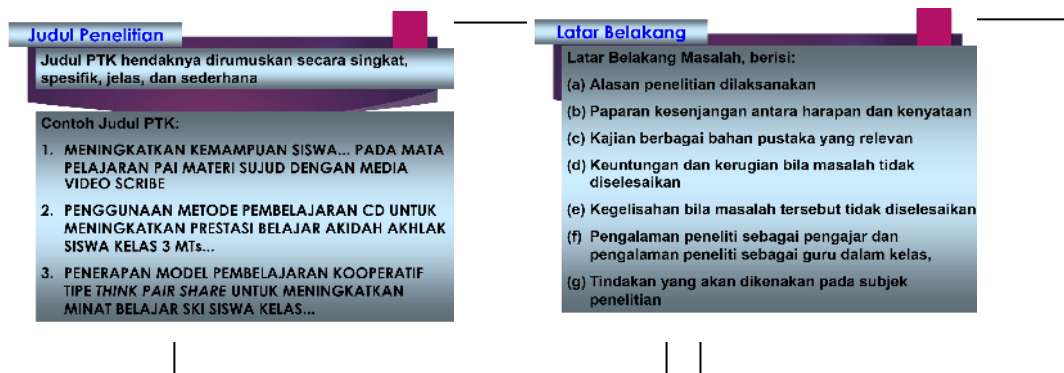 Judul Penelitian
Judul PTK hendaknya dirumuskan secara singkat,
spesifik, jelas, dan sederhana
Contoh Judul PTK:
1. MENINGKATKAN KEMAMPUAN SISWA... PADA MATA
PELAJARAN PAI MATERI SUJUD DENGAN MEDIA
VIDEO SCRIBE
2. PENGGUNAAN METODE PEMBELAJARAN CD UNTUK
MENINGKATKAN PRESTASI BELAJAR AKIDAH AKHLAK
SISWA KELAS 3 MTs...
3. PENERAPAN MODEL PEMBELAJARAN KOOPERATIF
TIPE THINK PAIR SHARE UNTUK MENINGKATKAN
MINAT BELAJAR SKI SISWA KELAS...
Latar Belakang
Latar Belakang Masalah, berisi:
(a) Alasan penelitian dilaksanakan
(b) Paparan kesenjangan antara harapan dan kenyataan
(c) Kajian berbagai bahan pustaka yang relevan
(d) Keuntungan dan kerugian bila masalah tidak
diselesaikan
(e) Kegelisahan bila masalah tersebut tidak diselesaikan
(f) Pengalaman peneliti sebagai pengajar dan
pengalaman peneliti sebagai guru dalam kelas,
(g) Tindakan yang akan dikenakan pada subjek
penelitian